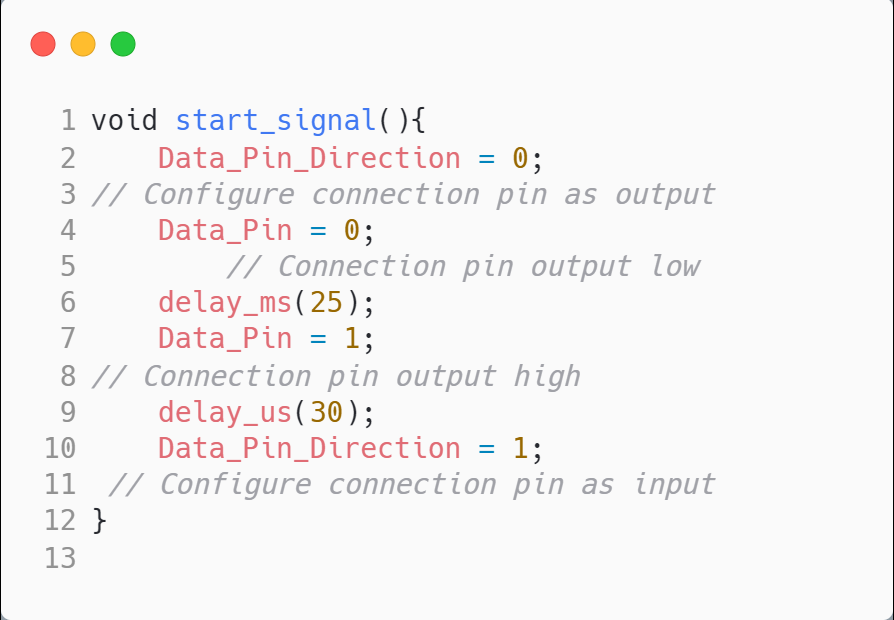 1 void start_signal(){
2     Data_Pin_Direction = 0;
3 // Configure connection pin as output
4     Data_Pin = 0;
5         // Connection pin output low
6     delay_ms(25);
7     Data_Pin = 1;
8 // Connection pin output high
9     delay_us(30);
10     Data_Pin_Direction = 1;
11  // Configure connection pin as input
12 }
13